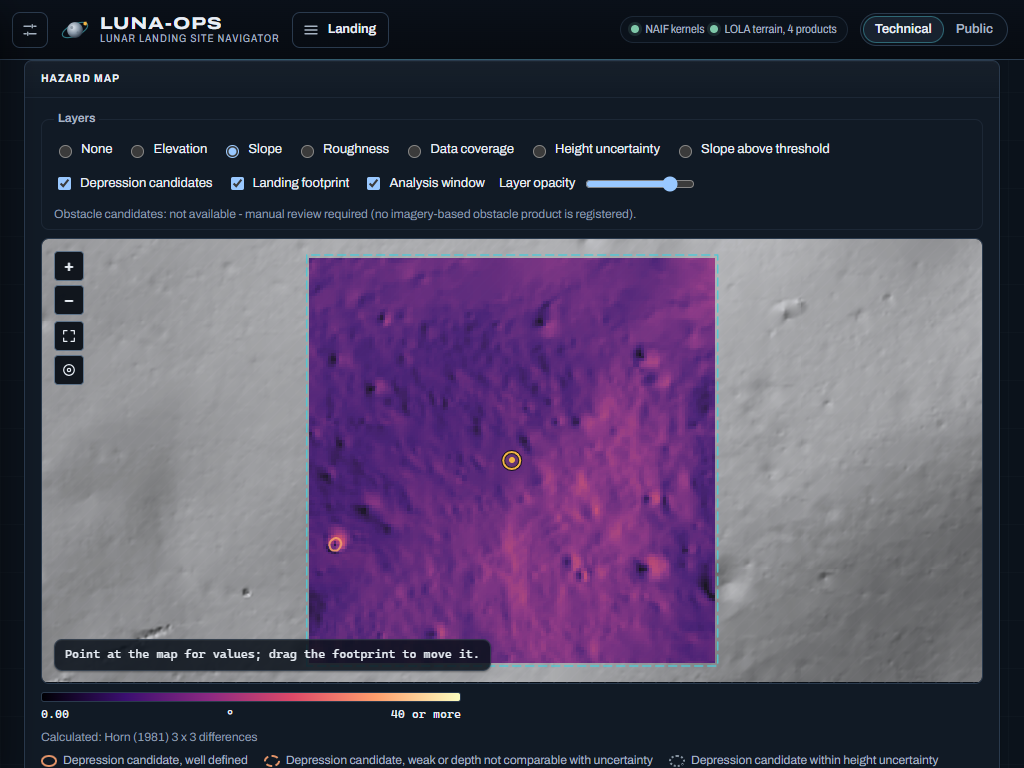 LUNA-OPS
LUNAR LANDING SITE NAVIGATOR
Landing
NAIF kernels LOLA terrain, 4 products
Technical Public
HAZARD MAP
Layers
None Elevation Slope Roughness Data coverage Height uncertainty Slope above threshold
Depression candidates Landing footprint Analysis window Layer opacity
Obstacle candidates: not available - manual review required (no imagery-based obstacle product is registered).
+
−
Point at the map for values; drag the footprint to move it.
0.00 ° 40 or more
Calculated: Horn (1981) 3 x 3 differences
Depression candidate, well defined Depression candidate, weak or depth not comparable with uncertainty Depression candidate within height uncertainty